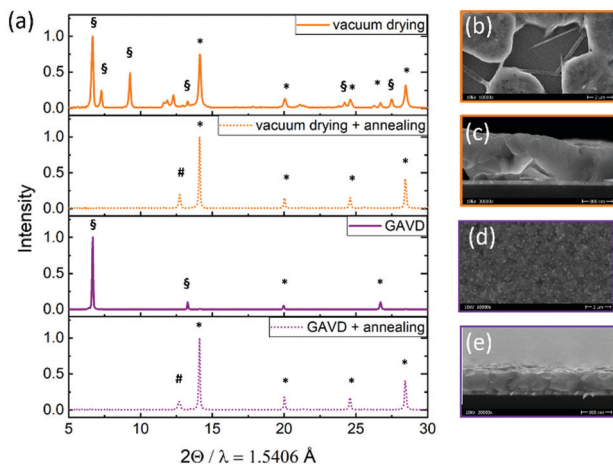 (a)
§ § § § § § * * * * *
vacuum drying
1.0
0.5
0.0
vacuum drying + annealing
# * * * *
1.0
0.5
0.0
GAVD
§ § * *
1.0
0.5
0.0
GAVD + annealing
# * * * *
1.0
0.5
0.0
Intensity
5 10 15 20 25 30
2Θ / λ = 1.5406 Å
(b)
(c)
(d)
(e)